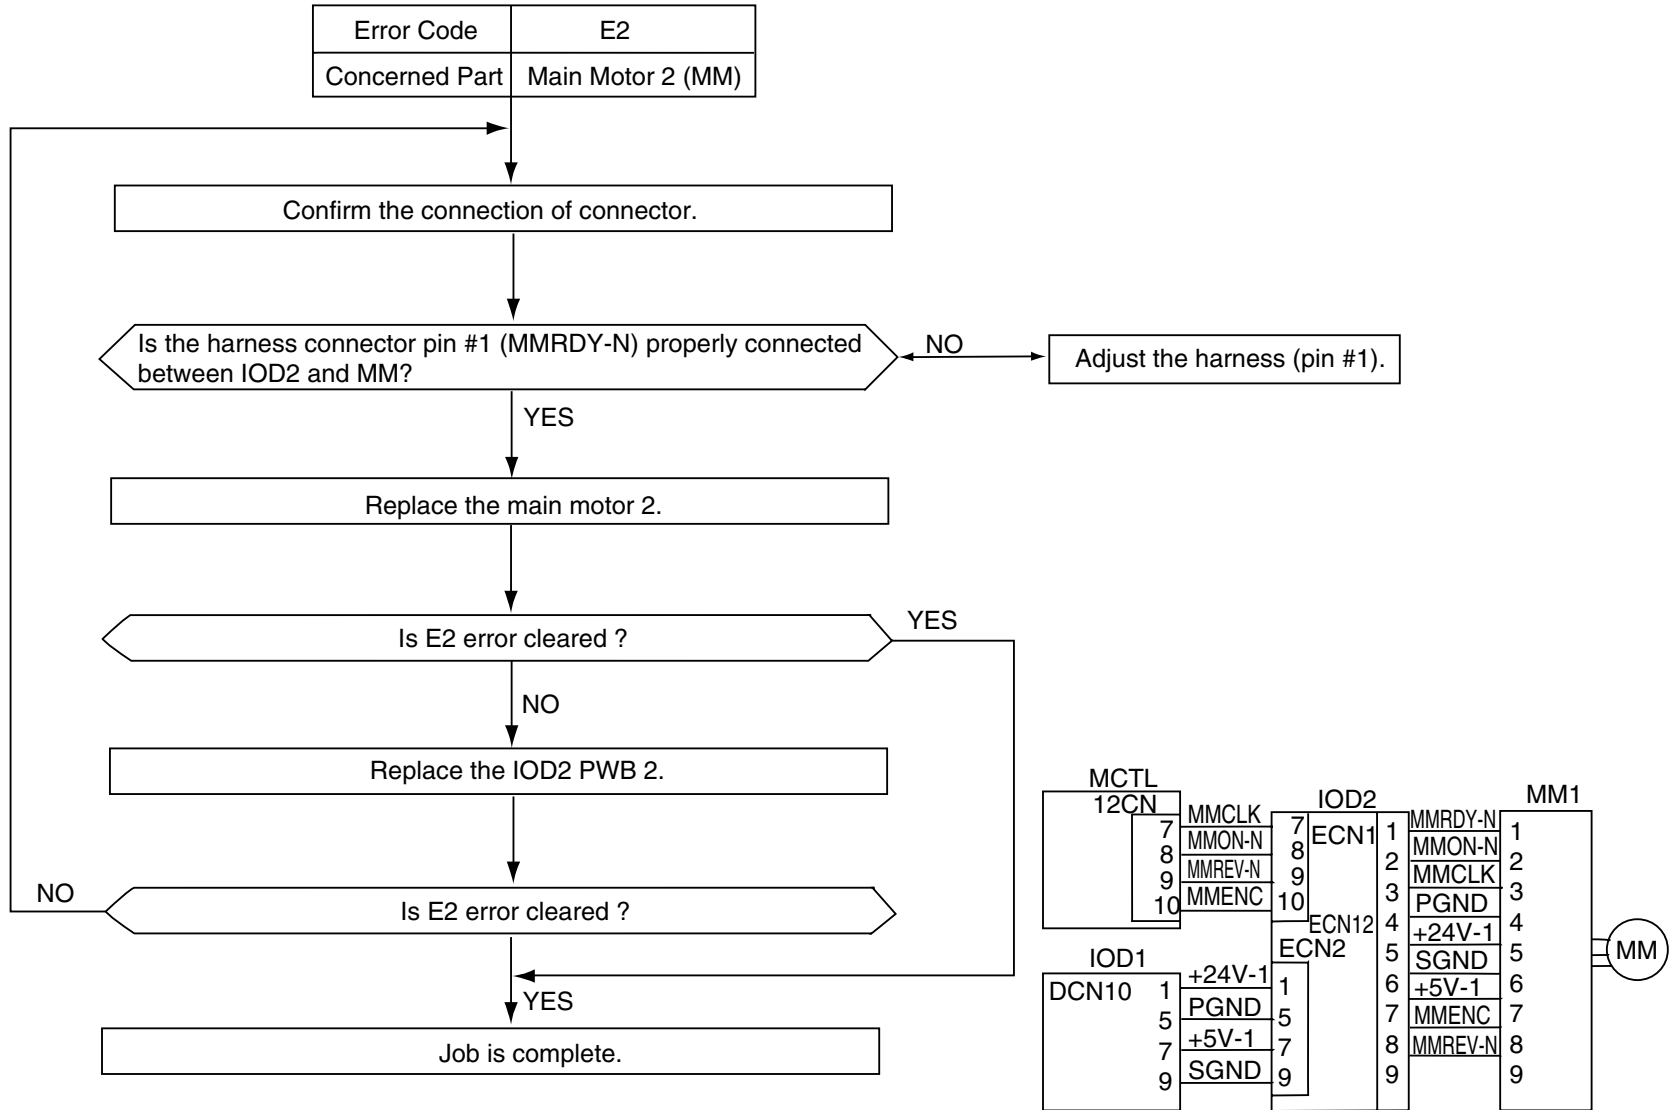 Error Code E2
Concerned Part Main Motor 2 (MM)
Confirm the connection of connector.
Is the harness connector pin #1 (MMRDY-N) properly connected
between IOD2 and MM?
NO
Adjust the harness (pin #1).
YES
Replace the main motor 2.
Is E2 error cleared ?
YES
NO
Replace the IOD2 PWB 2.
Is E2 error cleared ?
NO
YES
Job is complete.
MCTL
12CN
7 MMCLK 7
8 MMON-N 8
9 MMREV-N 9
10 MMENC 10
IOD2
ECN1
ECN12
ECN2
IOD1
DCN10
1 +24V-1 1
5 PGND 5
7 +5V-1 7
9 SGND 9
MM1
1 MMRDY-N 1
2 MMON-N 2
3 MMCLK 3
4 PGND 4
5 +24V-1 5
6 SGND 6
7 +5V-1 7
8 MMENC 8
9 MMREV-N 9
MM